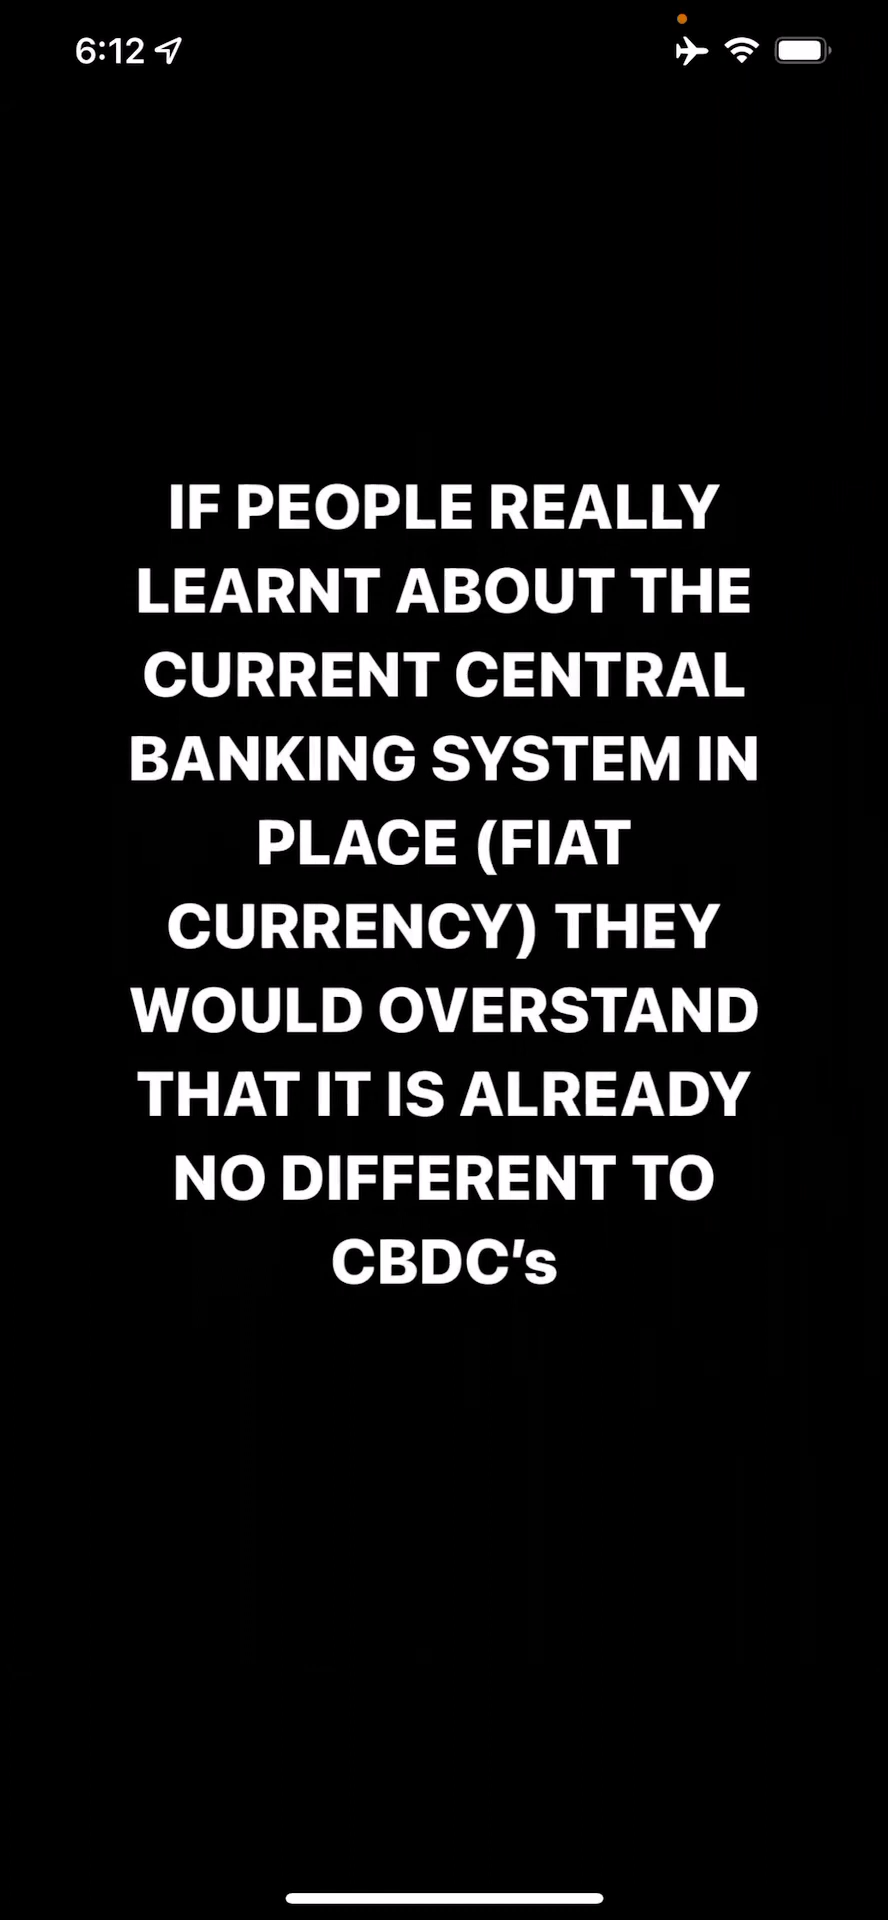 6:12
IF PEOPLE REALLY
LEARNT ABOUT THE
CURRENT CENTRAL
BANKING SYSTEM IN
PLACE (FIAT
CURRENCY) THEY
WOULD OVERSTAND
THAT IT IS ALREADY
NO DIFFERENT TO
CBDC’s